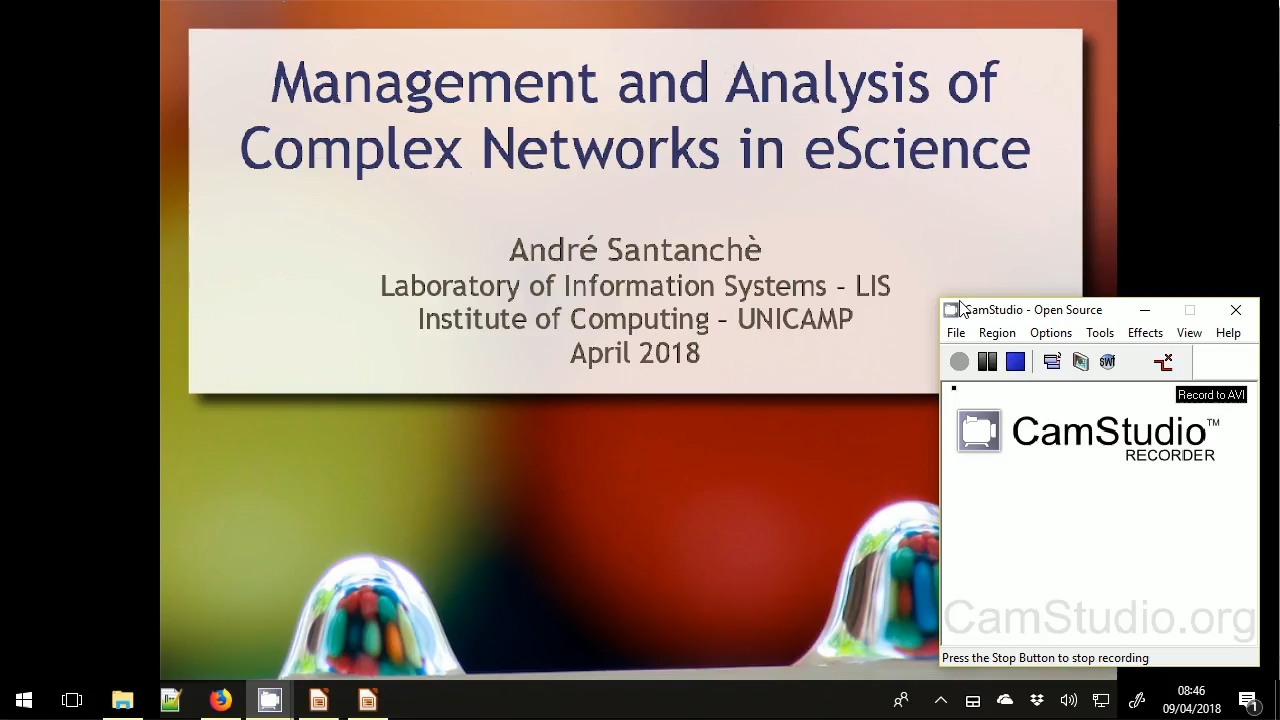 Management and Analysis of
Complex Networks in eScience
André Santanchè
Laboratory of Information Systems – LIS
Institute of Computing – UNICAMP
April 2018
CamStudio - Open Source
File Region Options Tools Effects View Help
SWF
Record to AVI
CamStudio™
RECORDER
CamStudio.org
Press the Stop Button to stop recording
08:46
09/04/2018
1